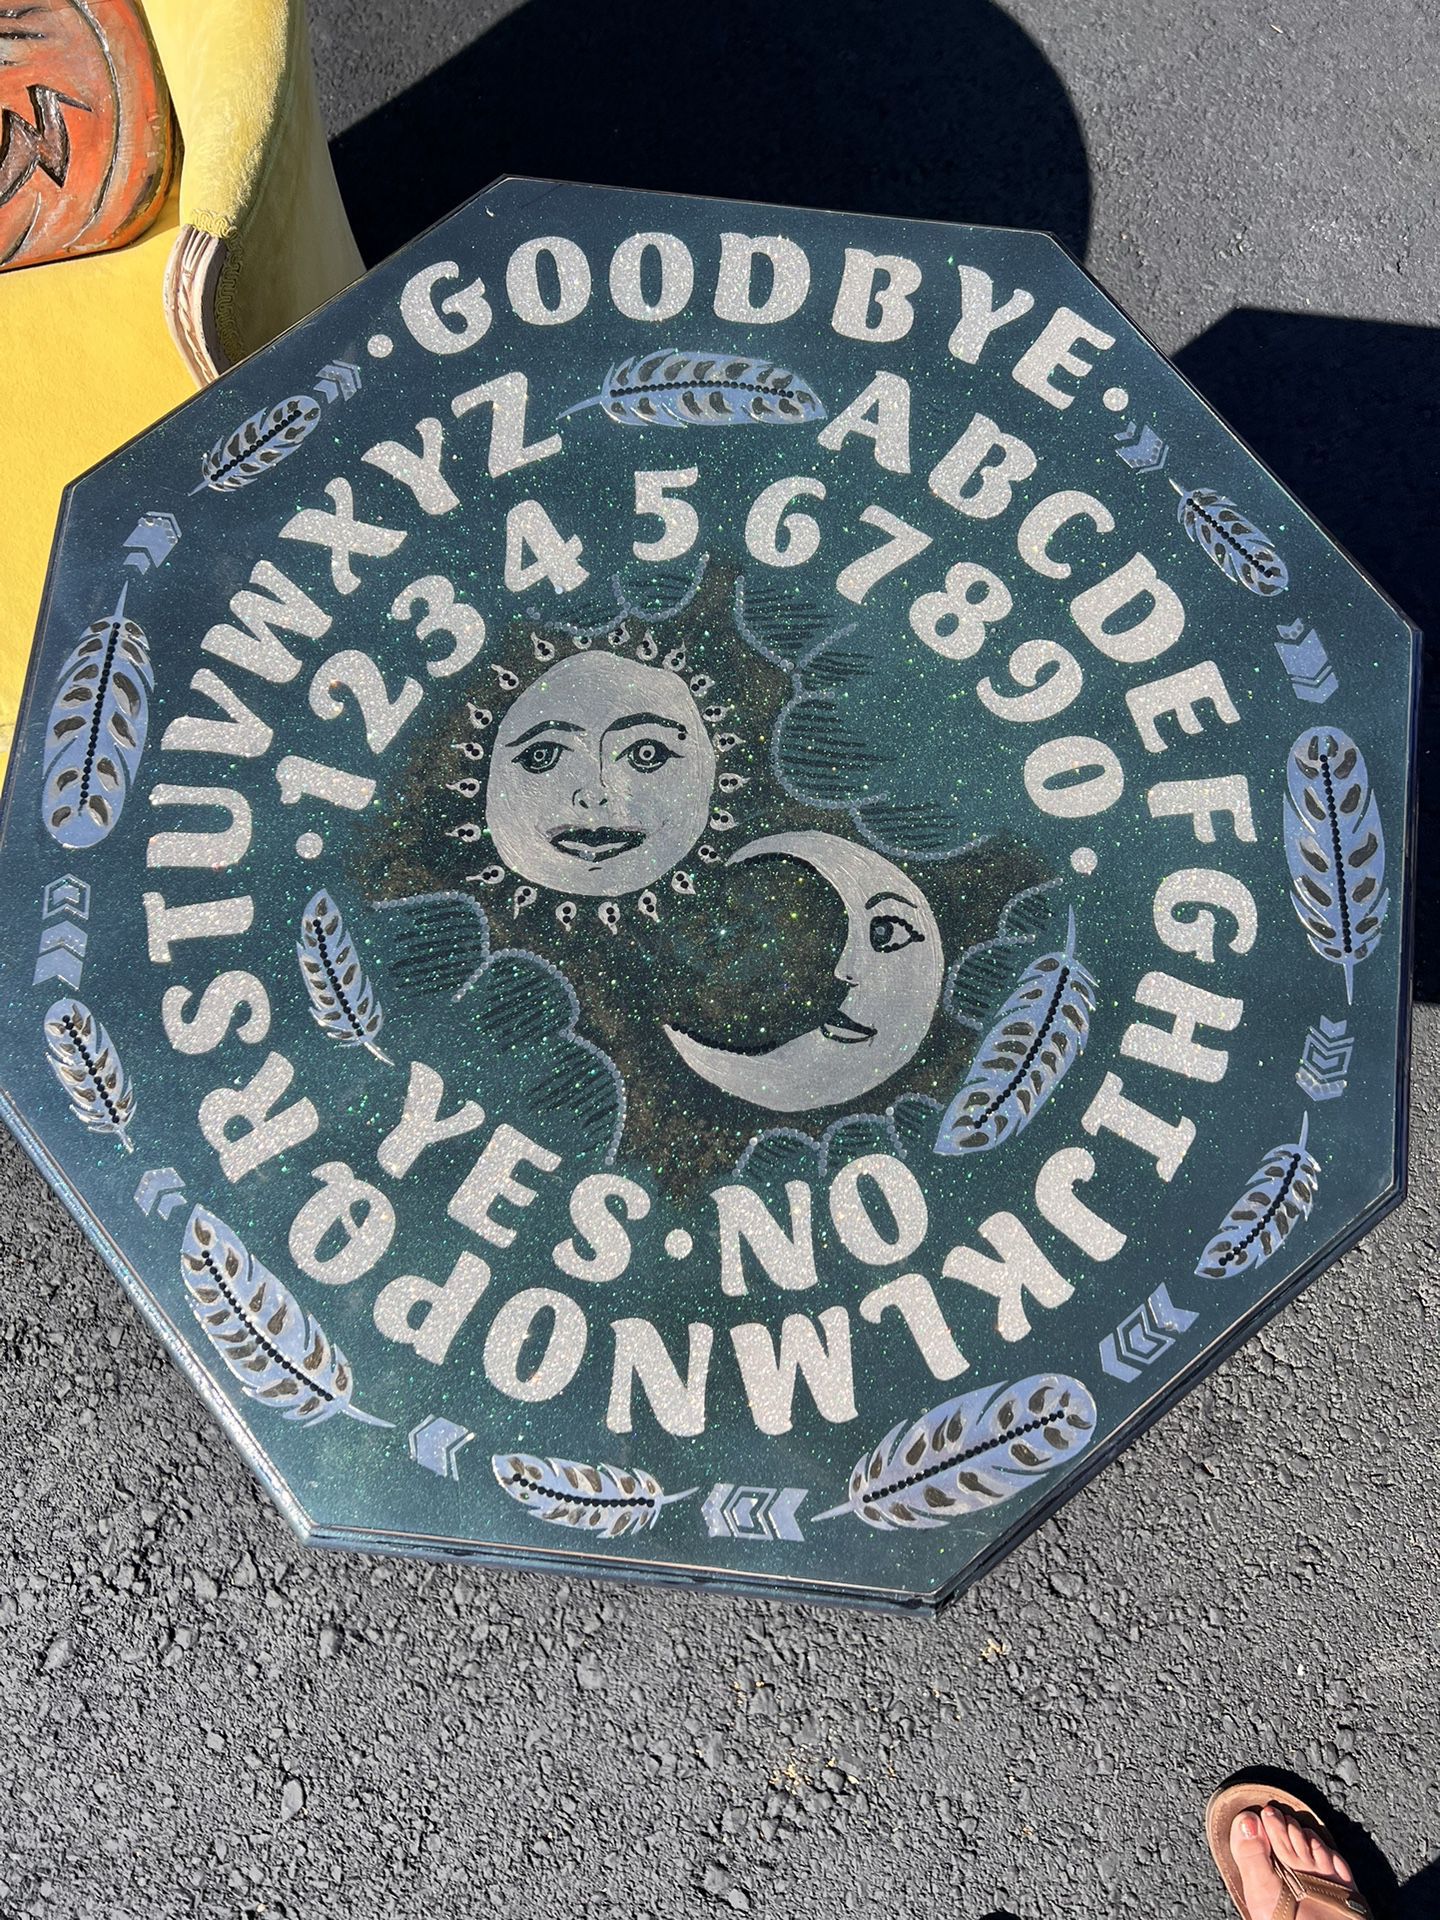 ·GOODBYE·
ABCDEFGHIJKLMNOPQRSTUVWXYZ
·1234567890·
YES·NO